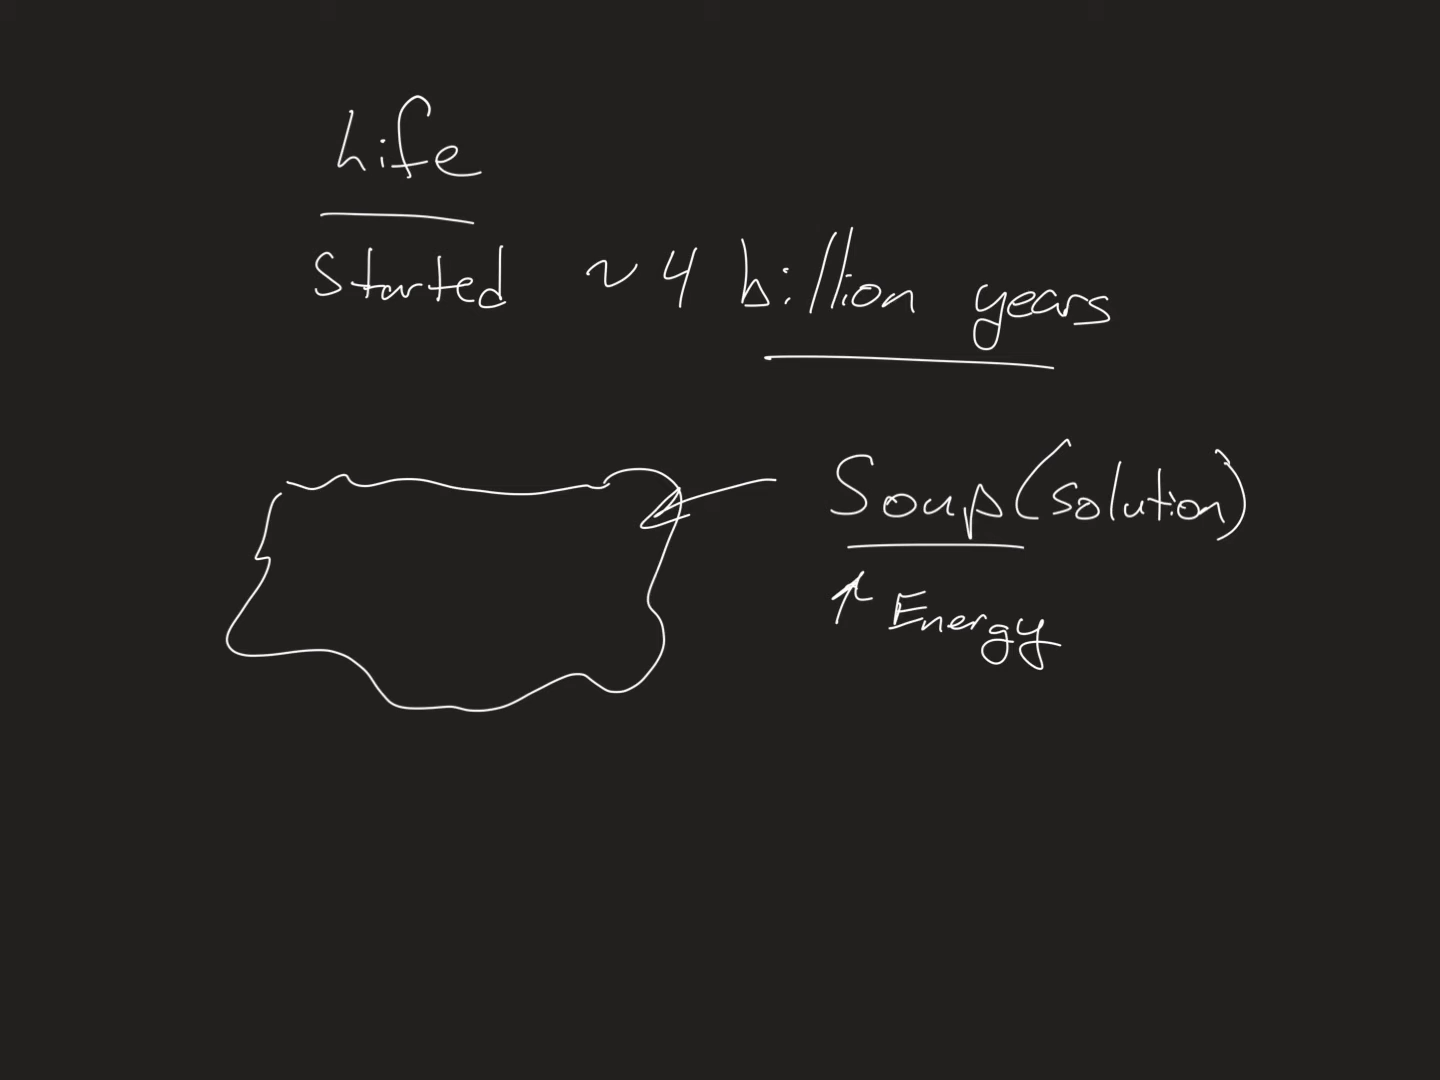 Life
Started ~ 4 billion years
Soup (solution)
↑ Energy